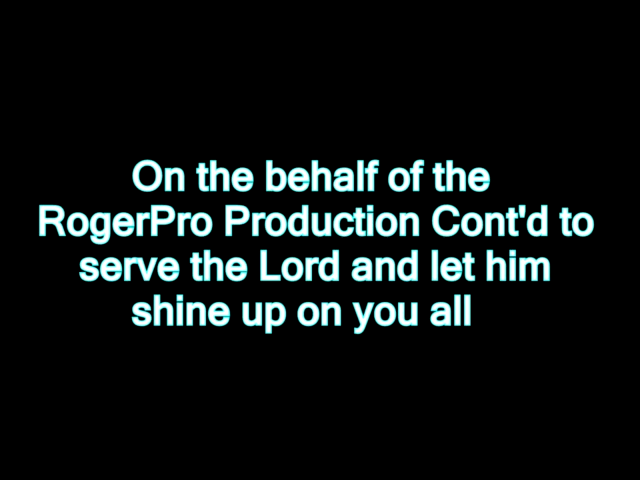 On the behalf of the
RogerPro Production Cont'd to
serve the Lord and let him
shine up on you all